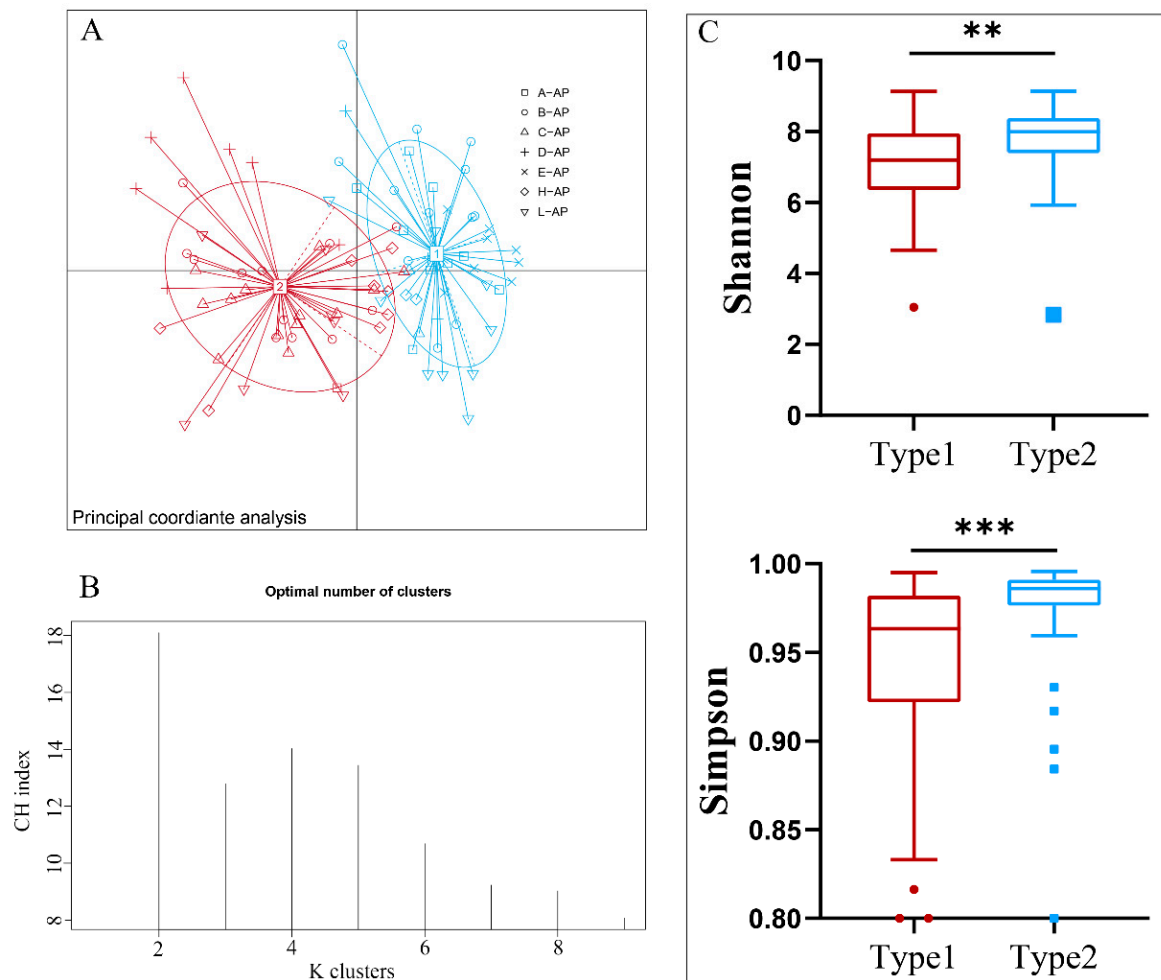 A
A-AP
B-AP
C-AP
D-AP
E-AP
H-AP
L-AP
1
2
Principal coordiante analysis
B
Optimal number of clusters
CH index
18
16
14
12
10
8
2
4
6
8
K clusters
C
**
Shannon
10
8
6
4
2
0
Type1
Type2
***
Simpson
1.00
0.95
0.90
0.85
0.80
Type1
Type2